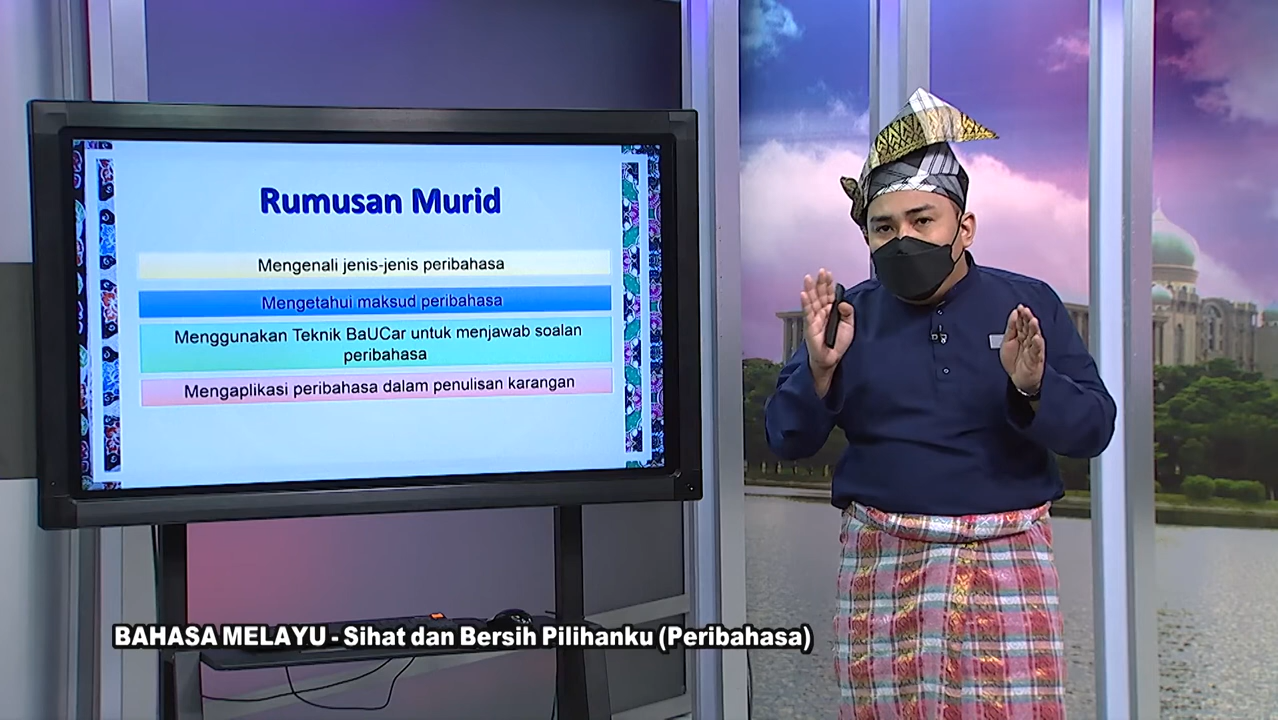 Rumusan Murid
Mengenali jenis-jenis peribahasa
Mengetahui maksud peribahasa
Menggunakan Teknik BaUCar untuk menjawab soalan
peribahasa
Mengaplikasi peribahasa dalam penulisan karangan
BAHASA MELAYU - Sihat dan Bersih Pilihanku (Peribahasa)